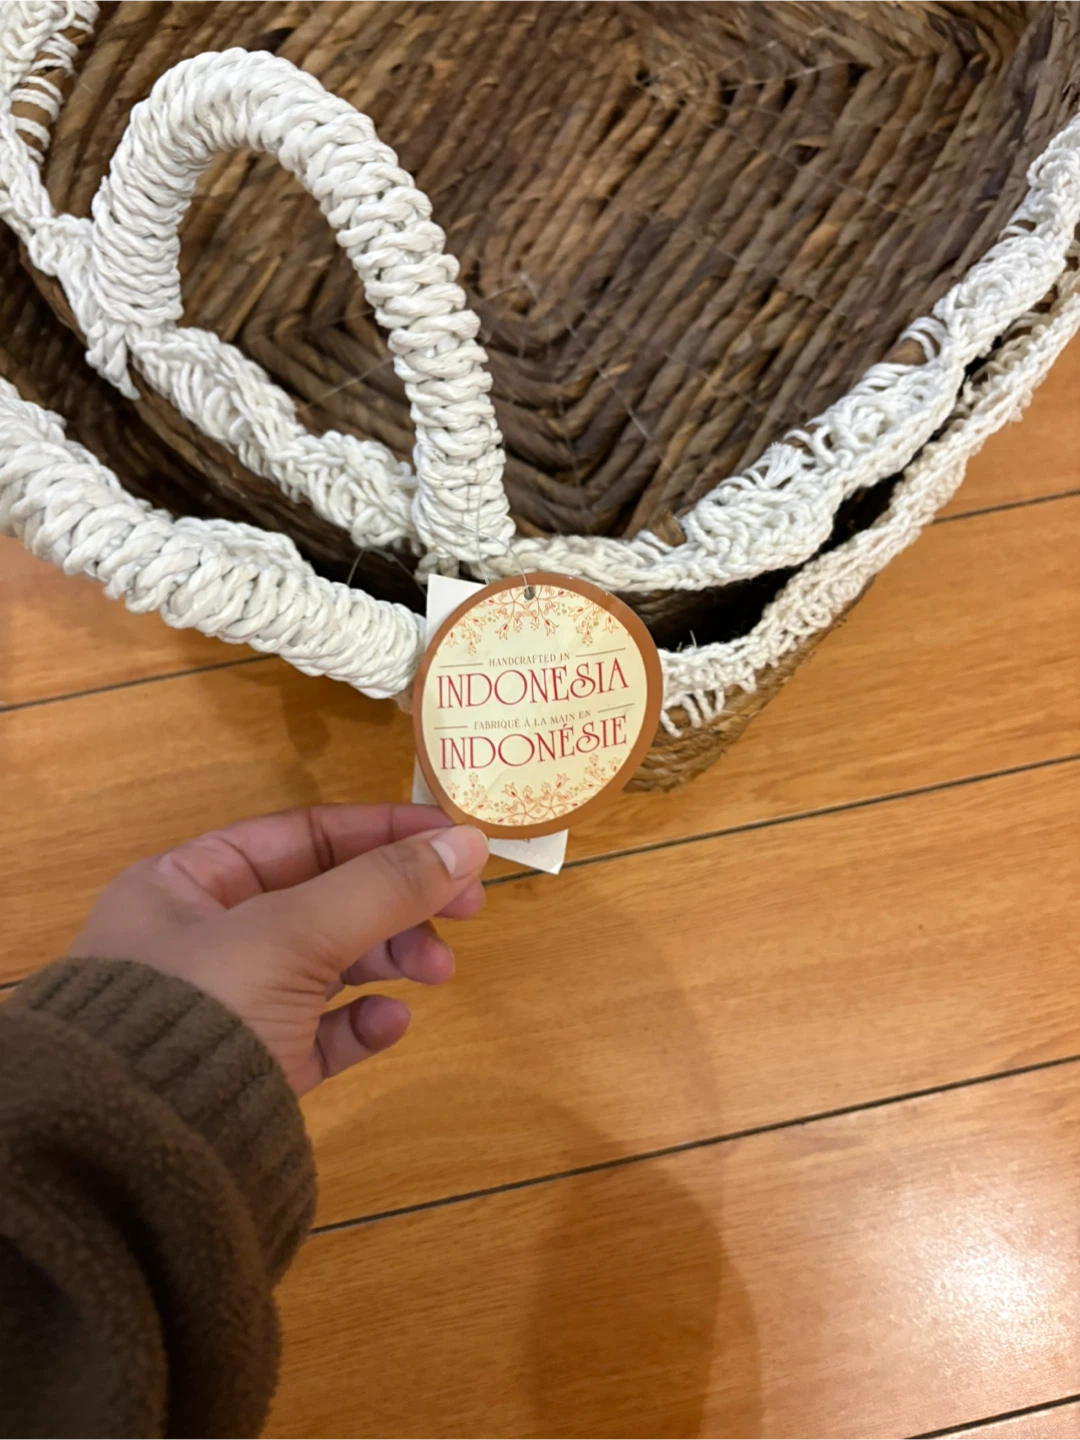 HANDCRAFTED IN
INDONESIA
FABRIQUÉ À LA MAIN EN
INDONÉSIE